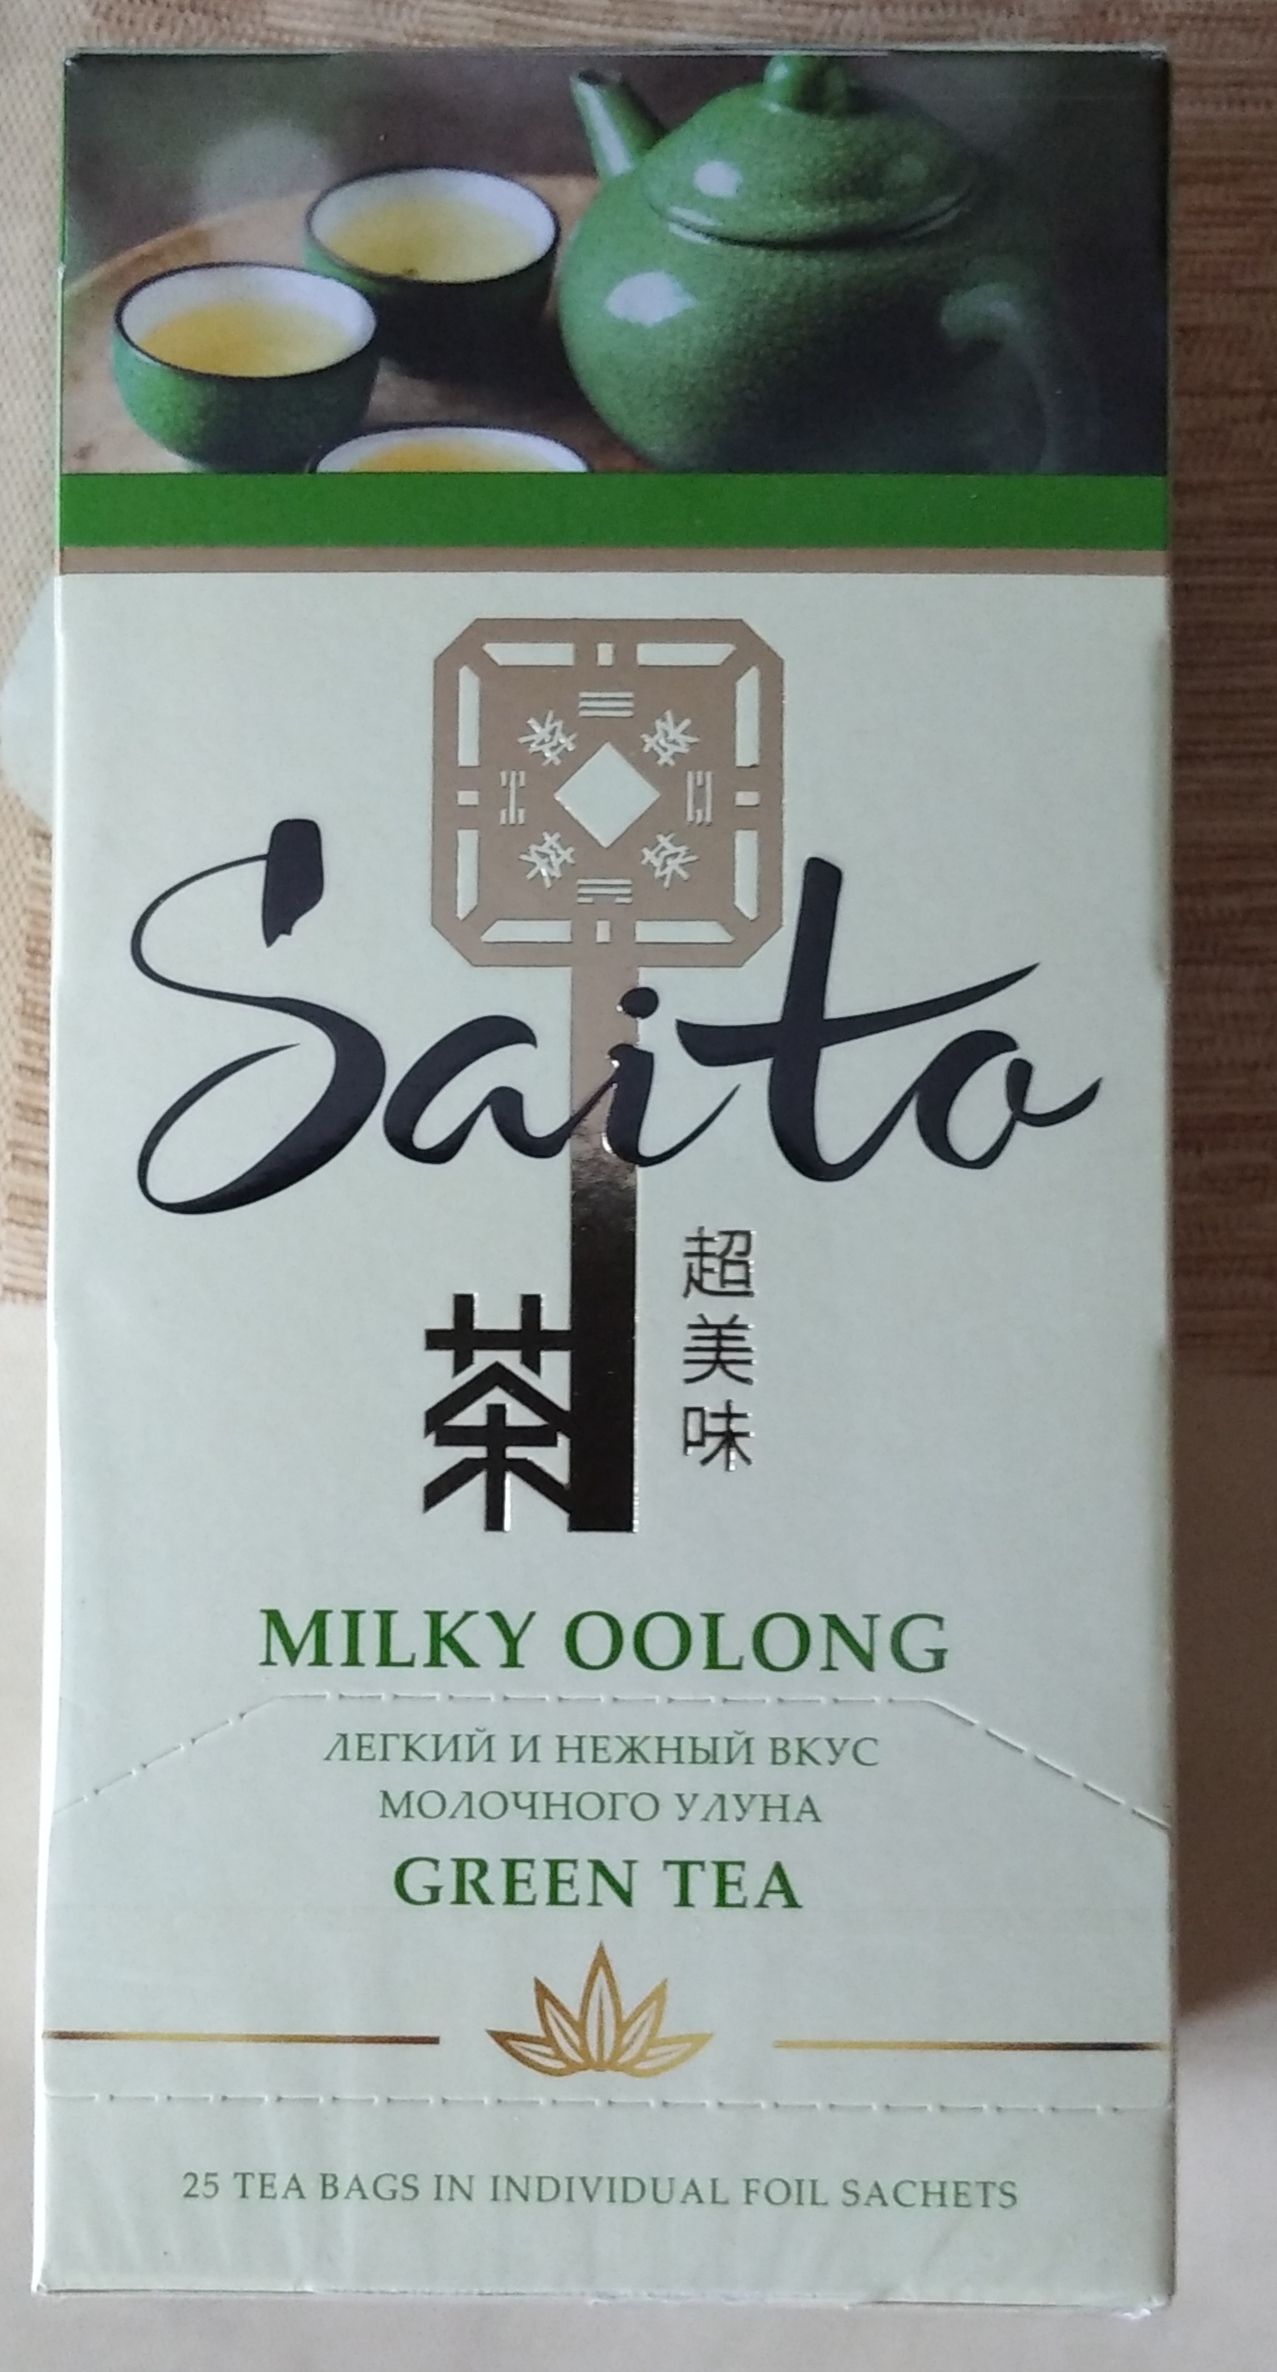 Saito
茶
超美味
MILKY OOLONG
ЛЕГКИЙ И НЕЖНЫЙ ВКУС
МОЛОЧНОГО УЛУНА
GREEN TEA
25 TEA BAGS IN INDIVIDUAL FOIL SACHETS